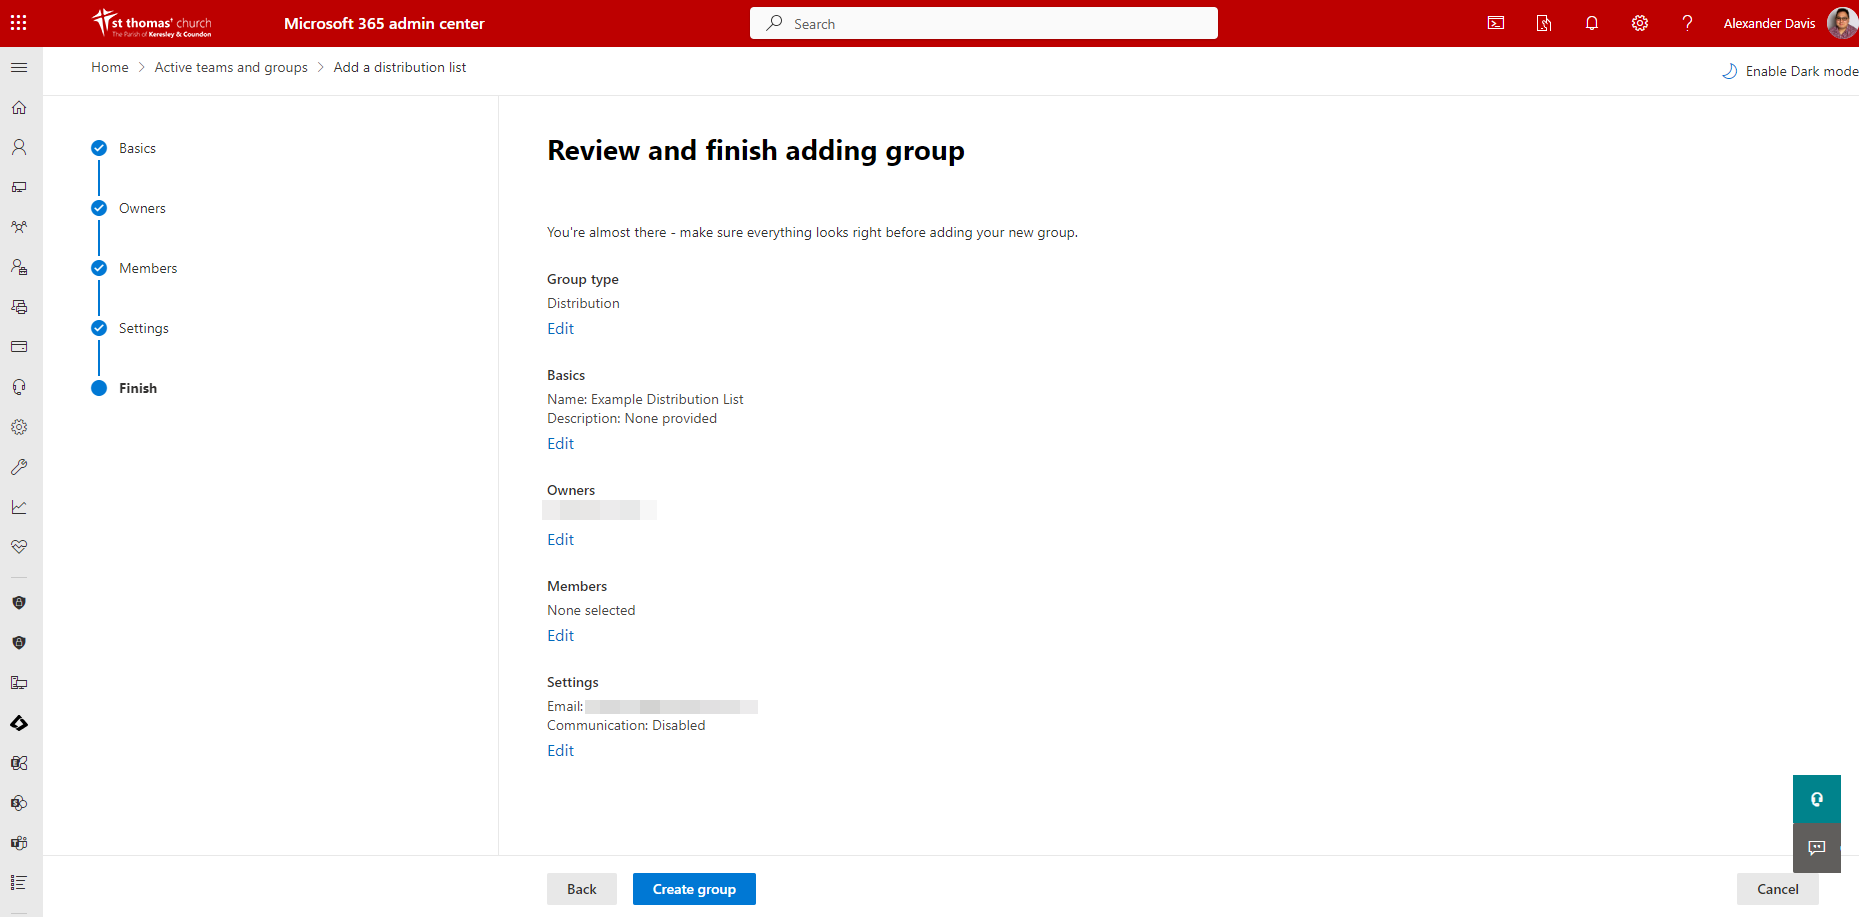 st thomas' church
The Parish of Keresley & Coundon
Microsoft 365 admin center
Search
Alexander Davis
Home > Active teams and groups > Add a distribution list
Enable Dark mode
Basics
Owners
Members
Settings
Finish
Review and finish adding group
You're almost there - make sure everything looks right before adding your new group.
Group type
Distribution
Edit
Basics
Name: Example Distribution List
Description: None provided
Edit
Owners
Edit
Members
None selected
Edit
Settings
Email:
Communication: Disabled
Edit
Back
Create group
Cancel